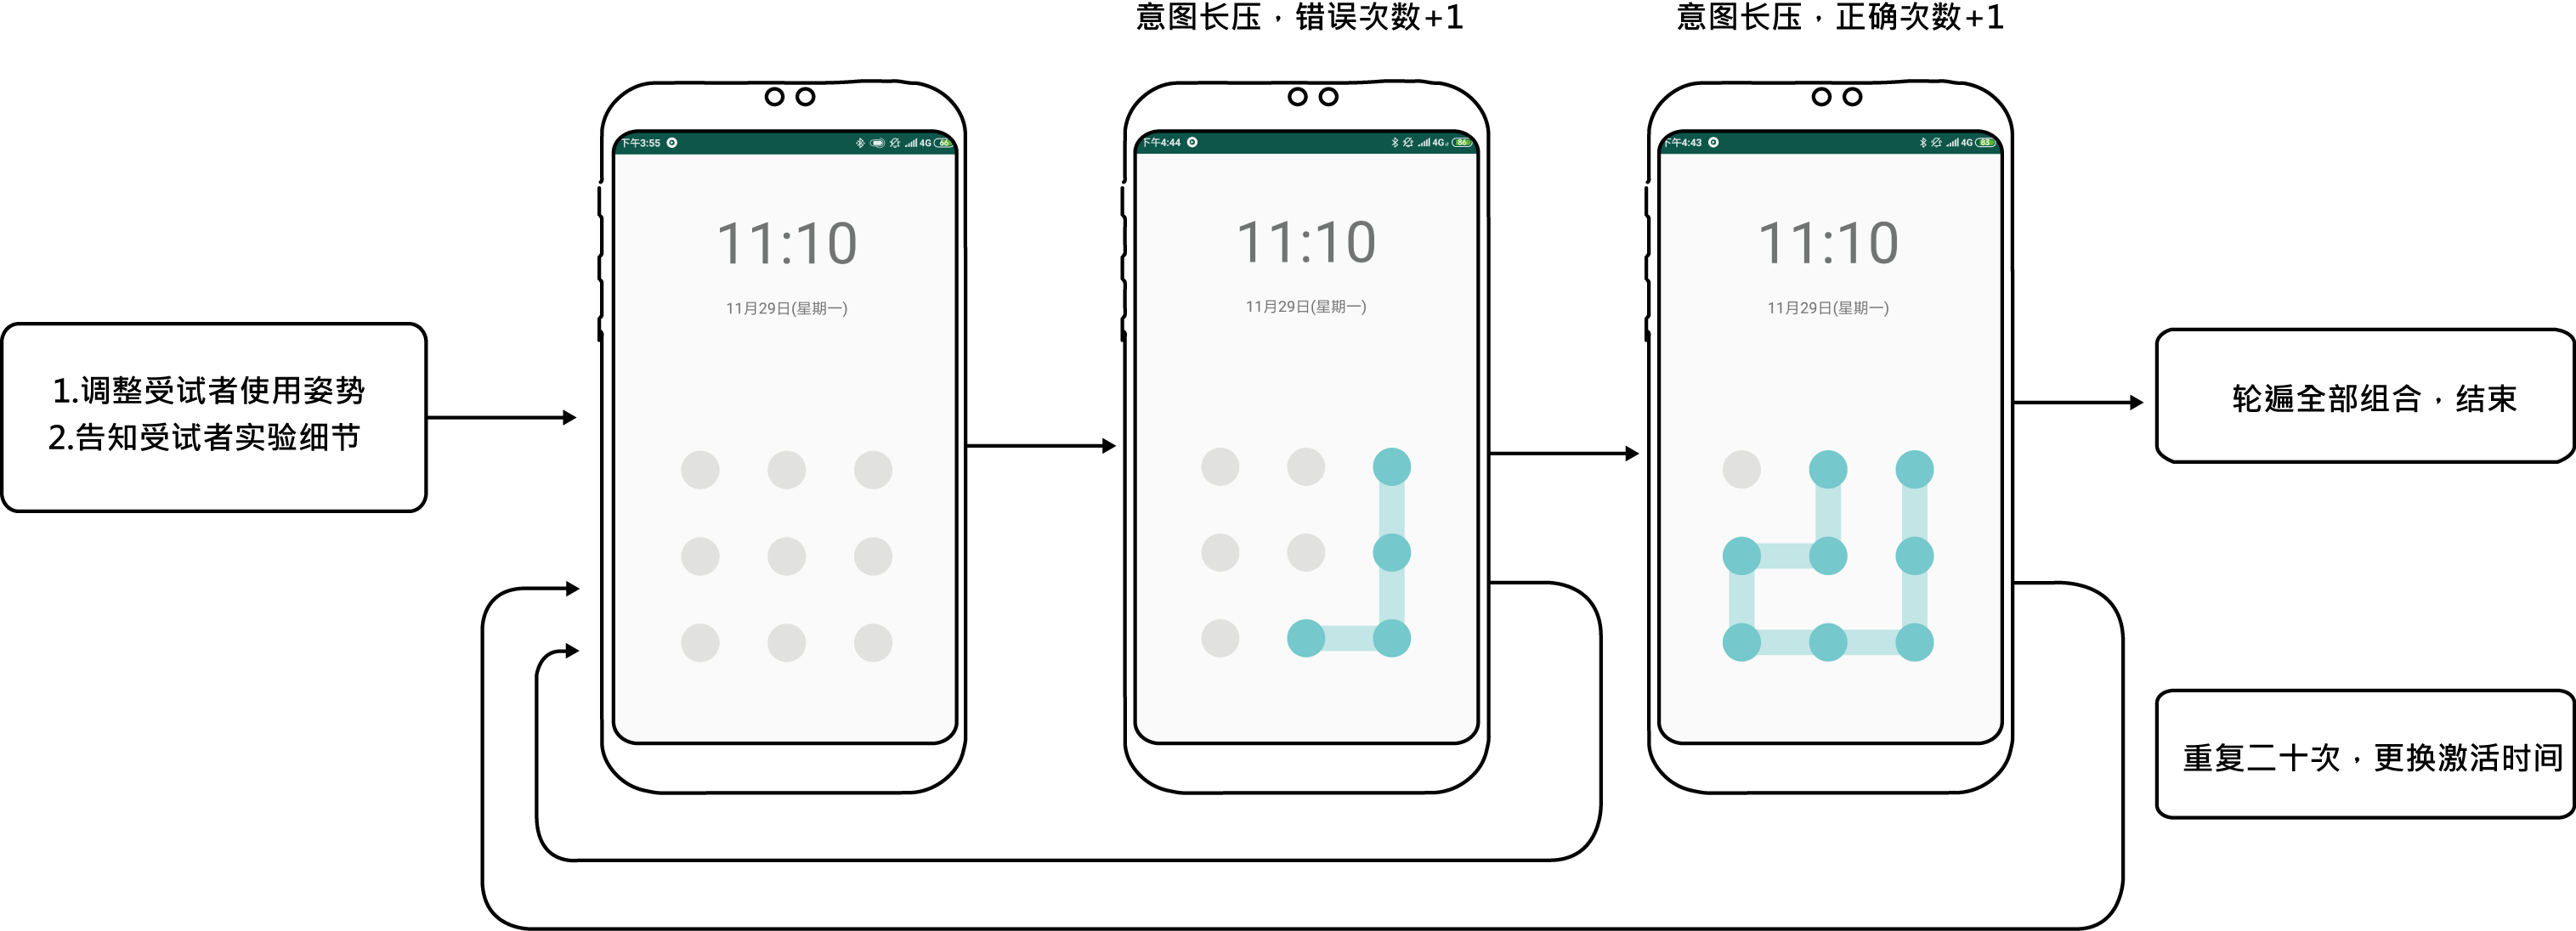 意图长压，错误次数+1
意图长压，正确次数+1
下午3:55
4G
66
下午4:44
4G
86
下午4:43
4G
83
11:10
11月29日(星期一)
11:10
11月29日(星期一)
11:10
11月29日(星期一)
1.调整受试者使用姿势
2.告知受试者实验细节
轮遍全部组合，结束
重复二十次，更换激活时间